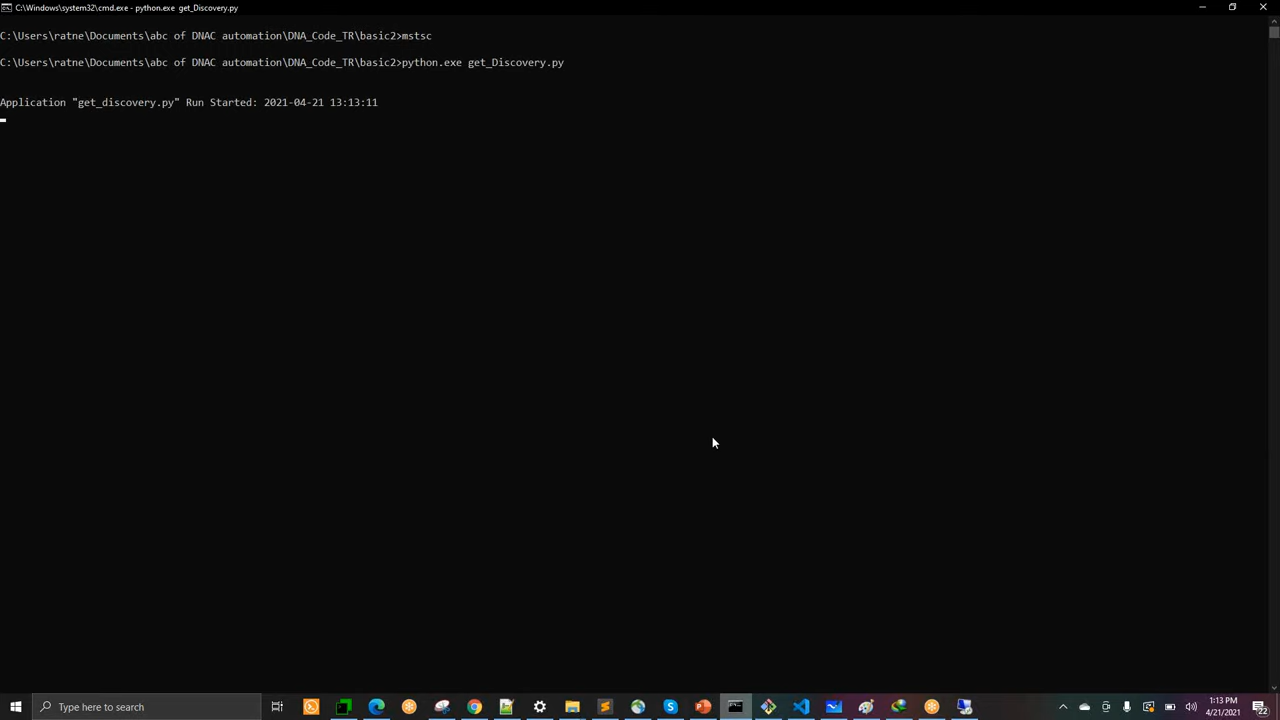 C:\Windows\system32\cmd.exe - python.exe  get_Discovery.py
C:\Users\ratne\Documents\abc of DNAC automation\DNA_Code_TR\basic2>mstsc
C:\Users\ratne\Documents\abc of DNAC automation\DNA_Code_TR\basic2>python.exe get_Discovery.py
Application "get_discovery.py" Run Started: 2021-04-21 13:13:11
Type here to search
1:13 PM
4/21/2021